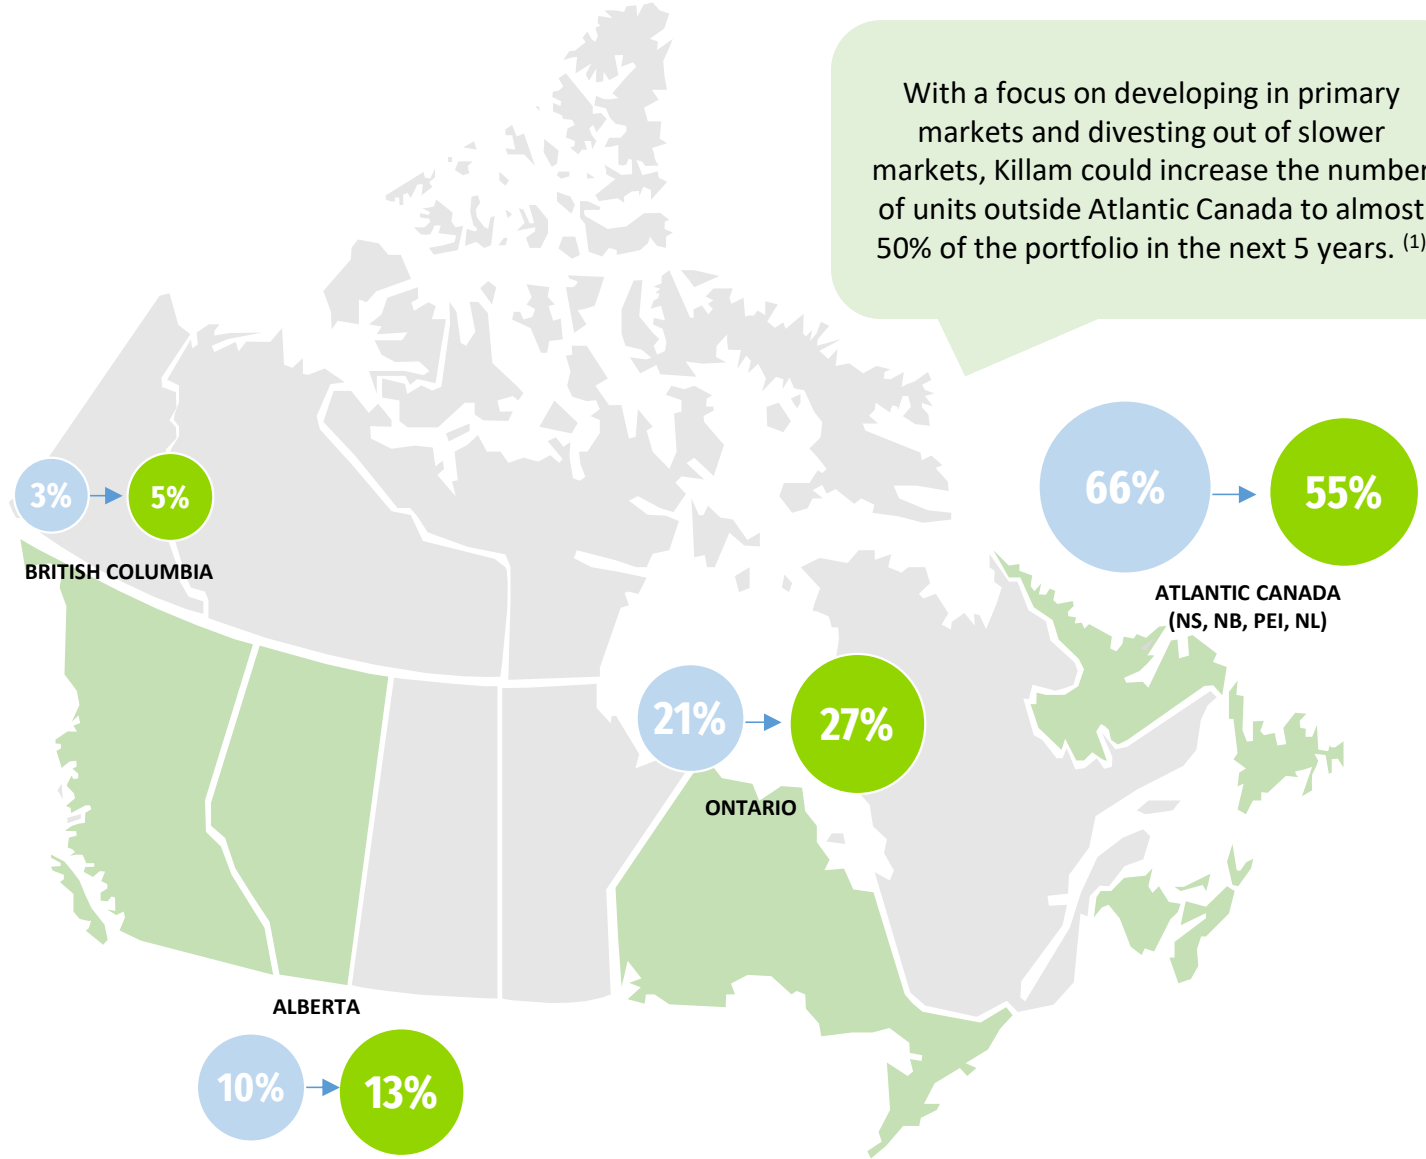 With a focus on developing in primary
markets and divesting out of slower
markets, Killam could increase the number
of units outside Atlantic Canada to almost
50% of the portfolio in the next 5 years. (1)
66%
55%
ATLANTIC CANADA
(NS, NB, PEI, NL)
3%
5%
BRITISH COLUMBIA
21%
27%
ONTARIO
ALBERTA
10%
13%